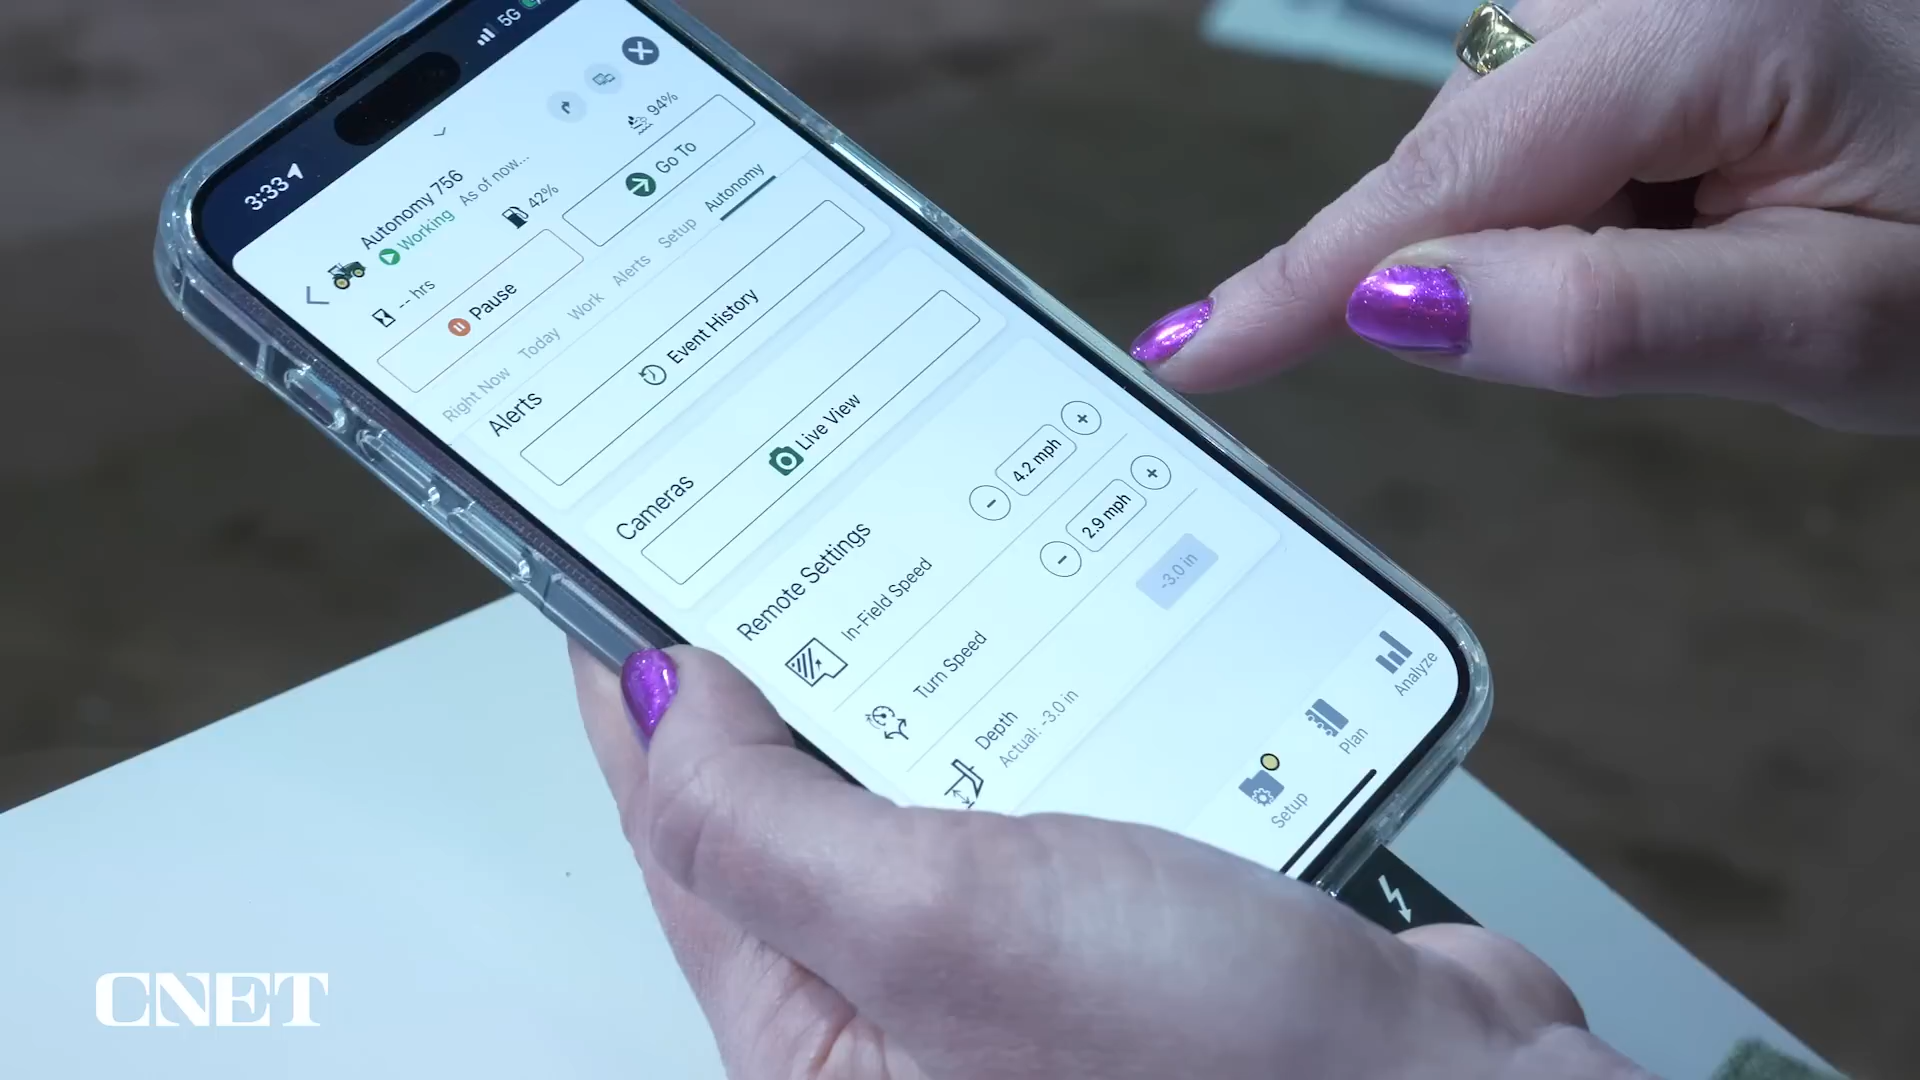 3:33
5G
Autonomy 756
Working As of now...
-- hrs
42%
94%
Pause
Go To
Right Now Today Work Alerts Setup Autonomy
Alerts
Event History
Cameras
Live View
Remote Settings
In-Field Speed
4.2 mph
Turn Speed
2.9 mph
Depth
Actual: -3.0 in
-3.0 in
Setup
Plan
Analyze
CNET